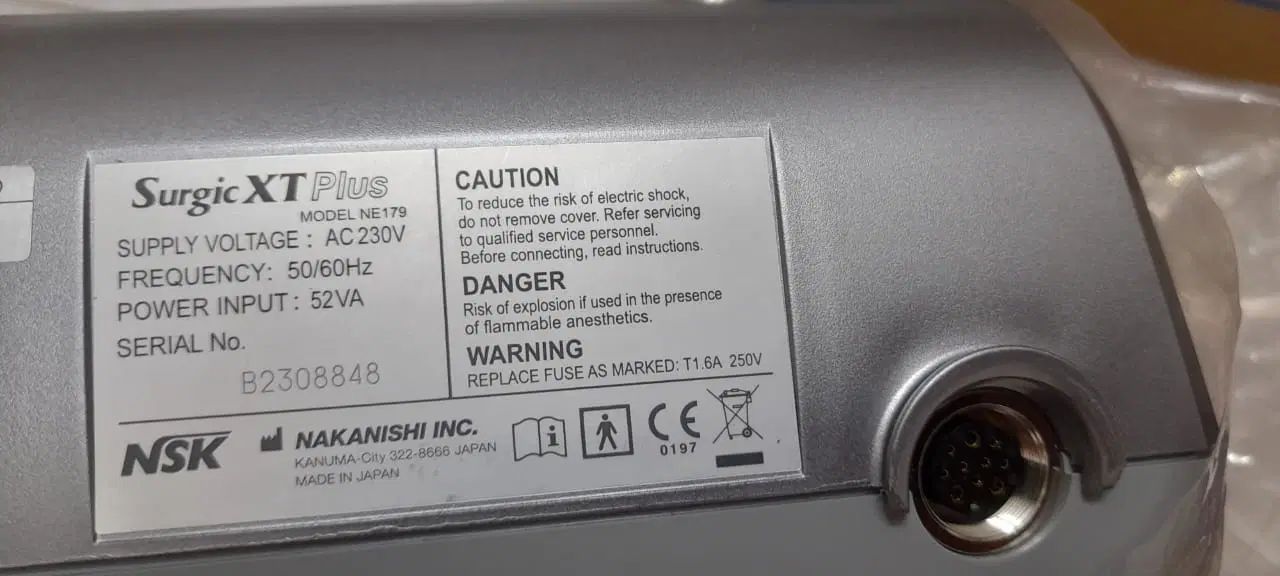 Surgic XT Plus
MODEL NE179
SUPPLY VOLTAGE : AC 230V
FREQUENCY: 50/60Hz
POWER INPUT : 52VA
SERIAL No.
B2308848
CAUTION
To reduce the risk of electric shock,
do not remove cover. Refer servicing
to qualified service personnel.
Before connecting, read instructions.
DANGER
Risk of explosion if used in the presence
of flammable anesthetics.
WARNING
REPLACE FUSE AS MARKED: T1.6A 250V
NSK
NAKANISHI INC.
KANUMA-City 322-8666 JAPAN
MADE IN JAPAN
i
CE
0197